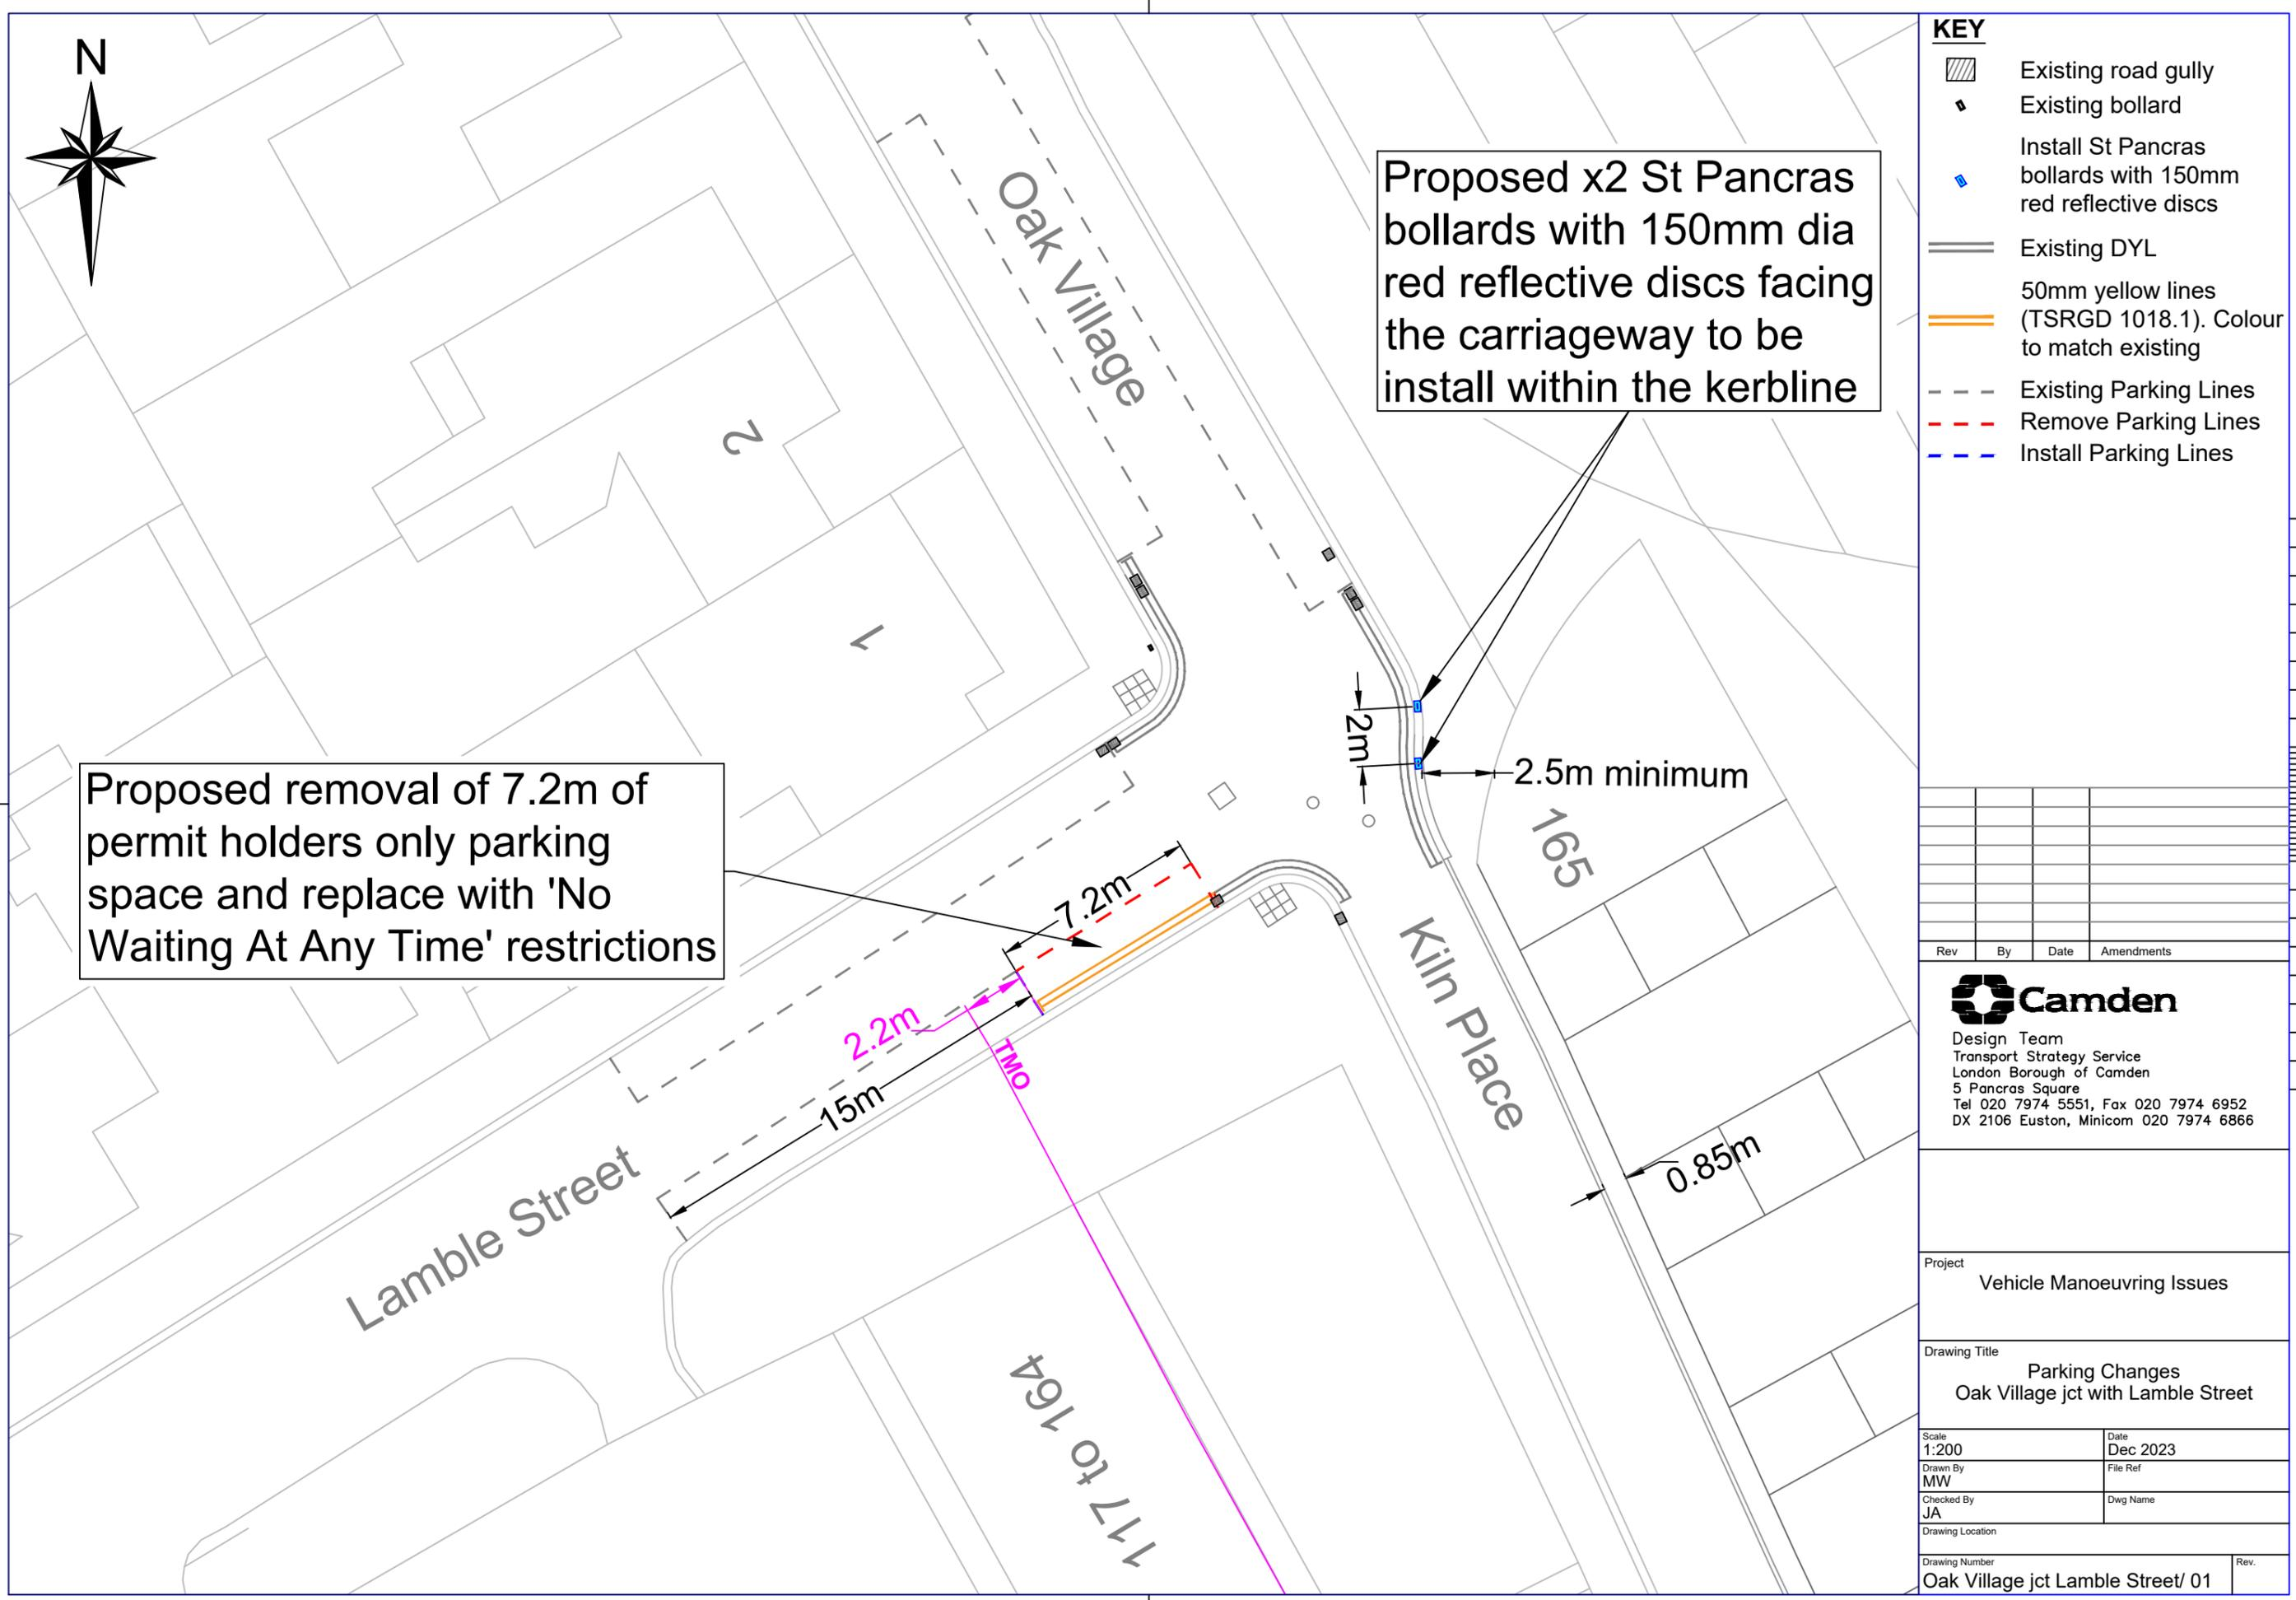 N
Oak Village
2
1
Proposed x2 St Pancras
bollards with 150mm dia
red reflective discs facing
the carriageway to be
install within the kerbline
2m
2.5m minimum
165
Proposed removal of 7.2m of
permit holders only parking
space and replace with 'No
Waiting At Any Time' restrictions
7.2m
2.2m
TMO
15m
Kiln Place
0.85m
Lamble Street
117 to 164
KEY
Existing road gully
Existing bollard
Install St Pancras
bollards with 150mm
red reflective discs
Existing DYL
50mm yellow lines
(TSRGD 1018.1). Colour
to match existing
Existing Parking Lines
Remove Parking Lines
Install Parking Lines
Rev By Date Amendments
Camden
Design Team
Transport Strategy Service
London Borough of Camden
5 Pancras Square
Tel 020 7974 5551, Fax 020 7974 6952
DX 2106 Euston, Minicom 020 7974 6866
Project
Vehicle Manoeuvring Issues
Drawing Title
Parking Changes
Oak Village jct with Lamble Street
Scale Date
1:200 Dec 2023
Drawn By File Ref
MW
Checked By Dwg Name
JA
Drawing Location
Drawing Number Rev.
Oak Village jct Lamble Street/ 01